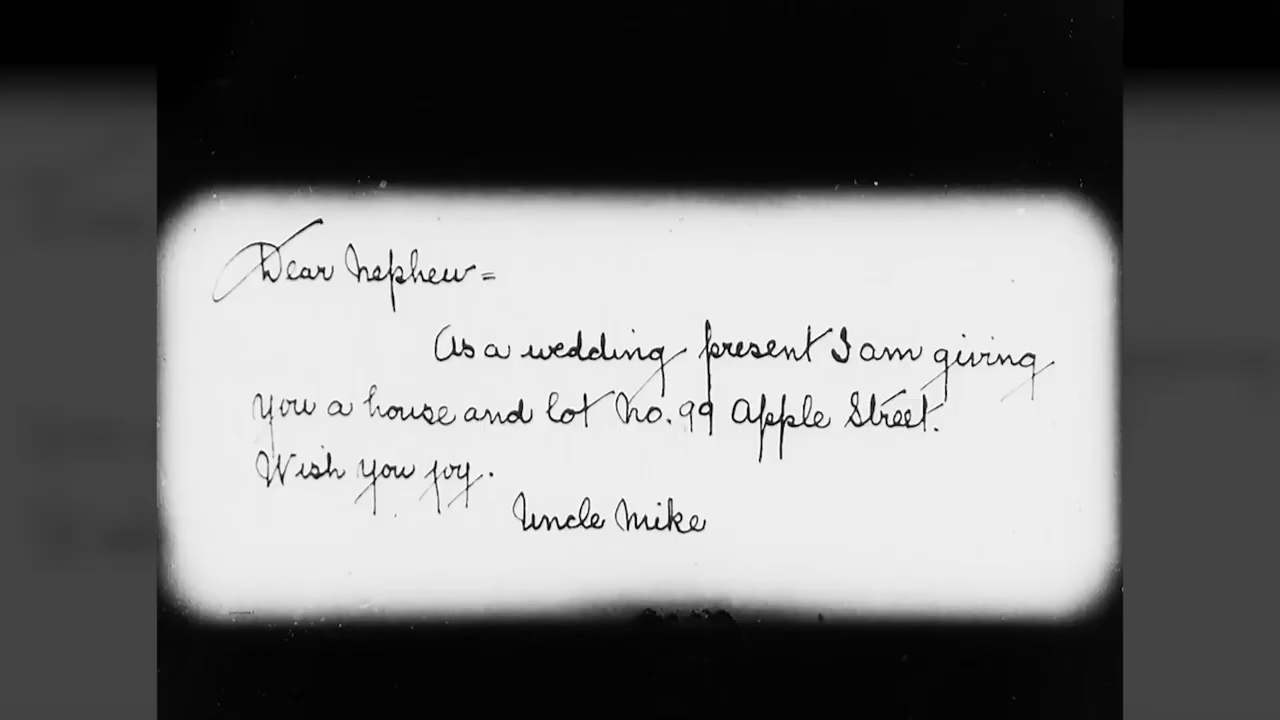 Dear Nephew=
As a wedding present I am giving
you a house and lot No. 99 Apple Street.
Wish you joy.
Uncle Mike